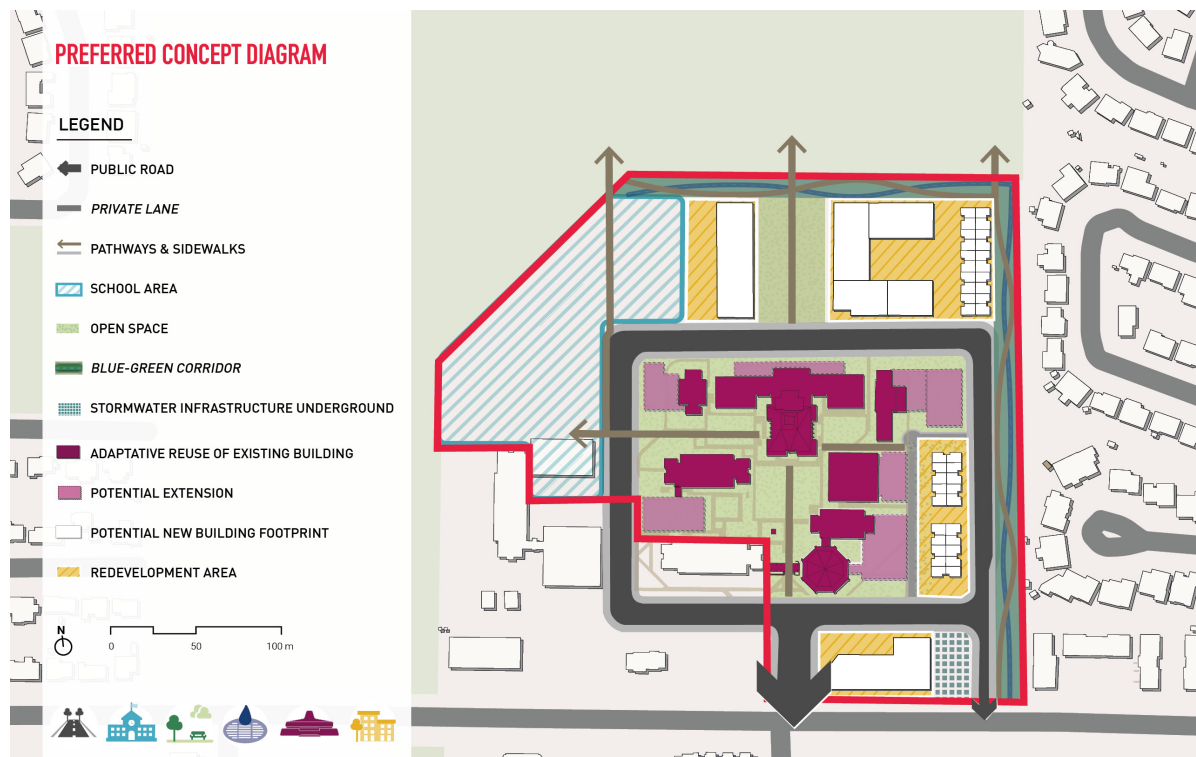 PREFERRED CONCEPT DIAGRAM
LEGEND
PUBLIC ROAD
PRIVATE LANE
PATHWAYS & SIDEWALKS
SCHOOL AREA
OPEN SPACE
BLUE-GREEN CORRIDOR
STORMWATER INFRASTRUCTURE UNDERGROUND
ADAPTATIVE REUSE OF EXISTING BUILDING
POTENTIAL EXTENSION
POTENTIAL NEW BUILDING FOOTPRINT
REDEVELOPMENT AREA
N
0 50 100 m